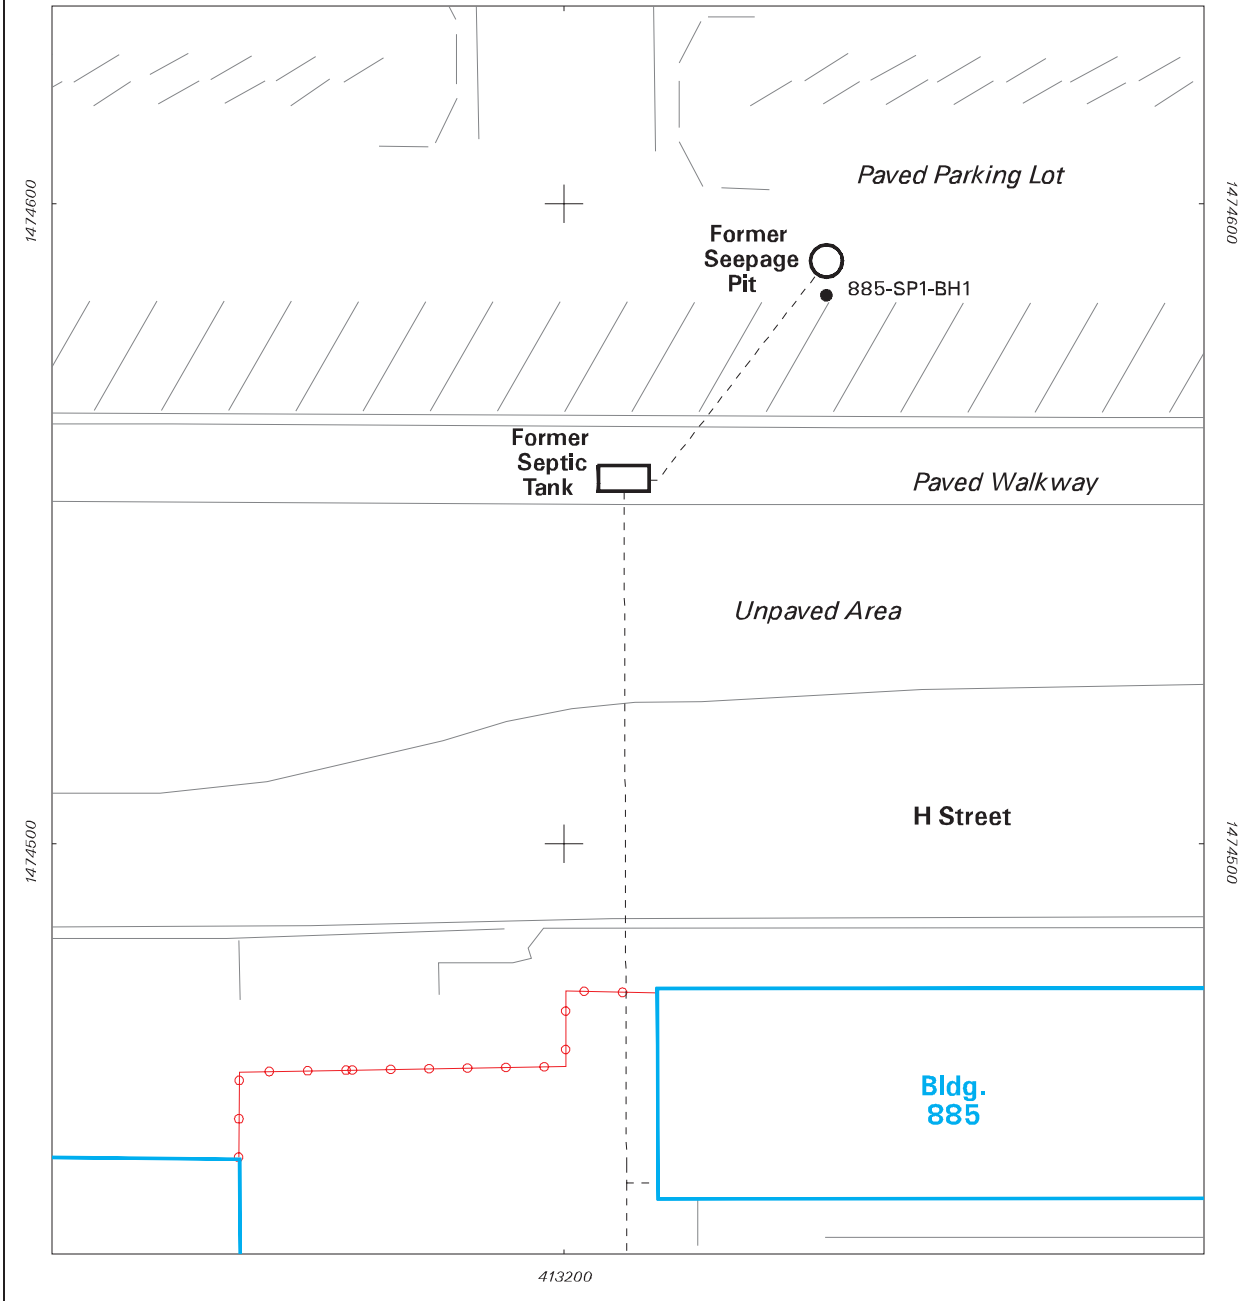 Paved Parking Lot
1474600
1474600
Former
Seepage
Pit
885-SP1-BH1
Former
Septic
Tank
Paved Walkway
Unpaved Area
H Street
1474500
1474500
Bldg.
885
413200